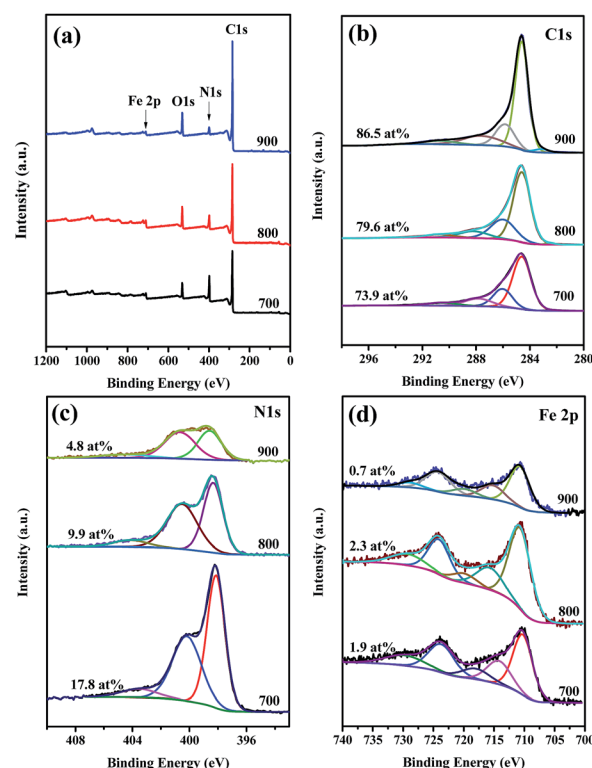 (a)
C1s
Fe 2p
O1s
N1s
900
800
700
Intensity (a.u.)
1200 1000 800 600 400 200 0
Binding Energy (eV)
(b)
C1s
86.5 at%
900
79.6 at%
800
73.9 at%
700
Intensity (a.u.)
296 292 288 284 280
Binding Energy (eV)
(c)
N1s
4.8 at%
900
9.9 at%
800
17.8 at%
700
Intensity (a.u.)
408 404 400 396
Binding Energy (eV)
(d)
Fe 2p
0.7 at%
900
2.3 at%
800
1.9 at%
700
Intensity (a.u.)
740 735 730 725 720 715 710 705 700
Binding Energy (eV)